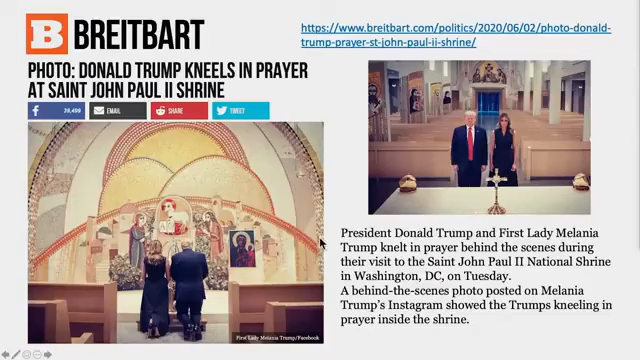 B BREITBART
PHOTO: DONALD TRUMP KNEELS IN PRAYER
AT SAINT JOHN PAUL II SHRINE
f 39,499 EMAIL SHARE TWEET
First Lady Melania Trump/Facebook
https://www.breitbart.com/politics/2020/06/02/photo-donald-
trump-prayer-st-john-paul-ii-shrine/
President Donald Trump and First Lady Melania
Trump knelt in prayer behind the scenes during
their visit to the Saint John Paul II National Shrine
in Washington, DC, on Tuesday.
A behind-the-scenes photo posted on Melania
Trump's Instagram showed the Trumps kneeling in
prayer inside the shrine.